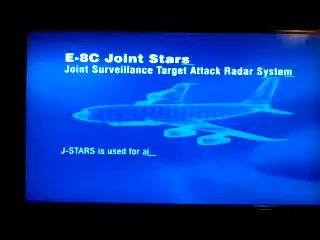 E-8C Joint Stars
Joint Surveillance Target Attack Radar System
J-STARS is used for ai